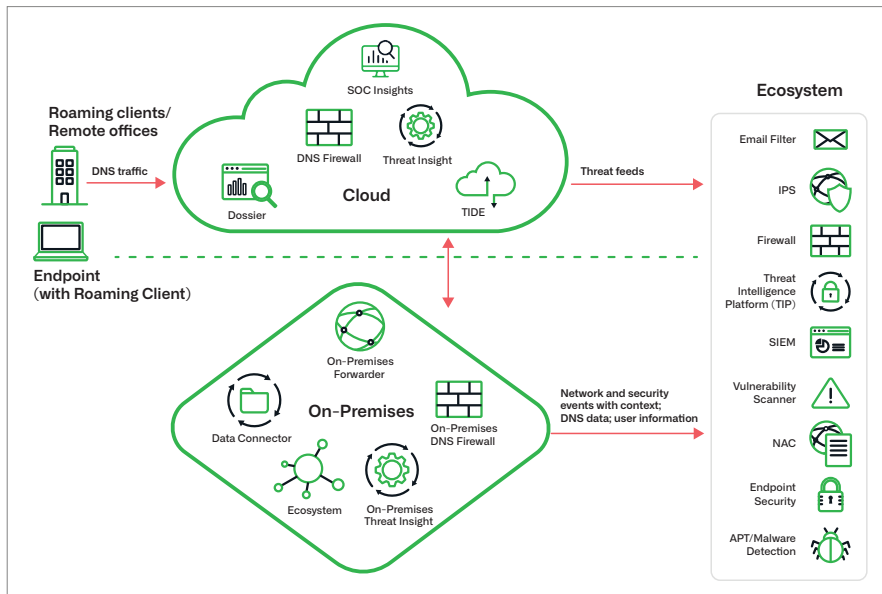 SOC Insights
Ecosystem
Roaming clients/
Remote offices
DNS traffic
DNS Firewall
Threat Insight
Dossier
Cloud
TIDE
Threat feeds
Endpoint
(with Roaming Client)
On-Premises
Forwarder
Data Connector
On-Premises
On-Premises
DNS Firewall
Ecosystem
On-Premises
Threat Insight
Network and security
events with context;
DNS data; user information
Email Filter
IPS
Firewall
Threat
Intelligence
Platform (TIP)
SIEM
Vulnerability
Scanner
NAC
Endpoint
Security
APT/Malware
Detection